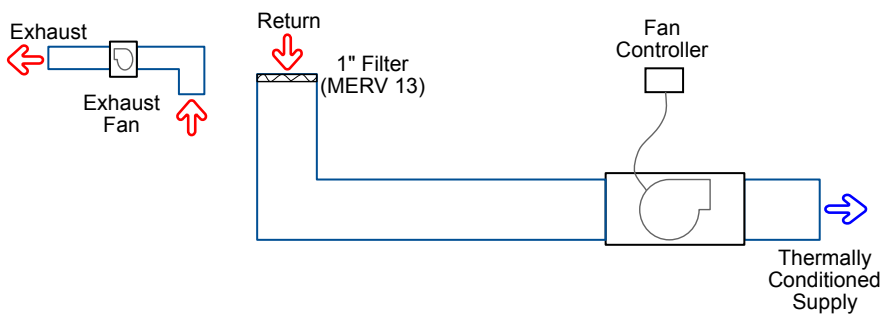 Exhaust
Exhaust
Fan
Return
1" Filter
(MERV 13)
Fan
Controller
Thermally
Conditioned
Supply